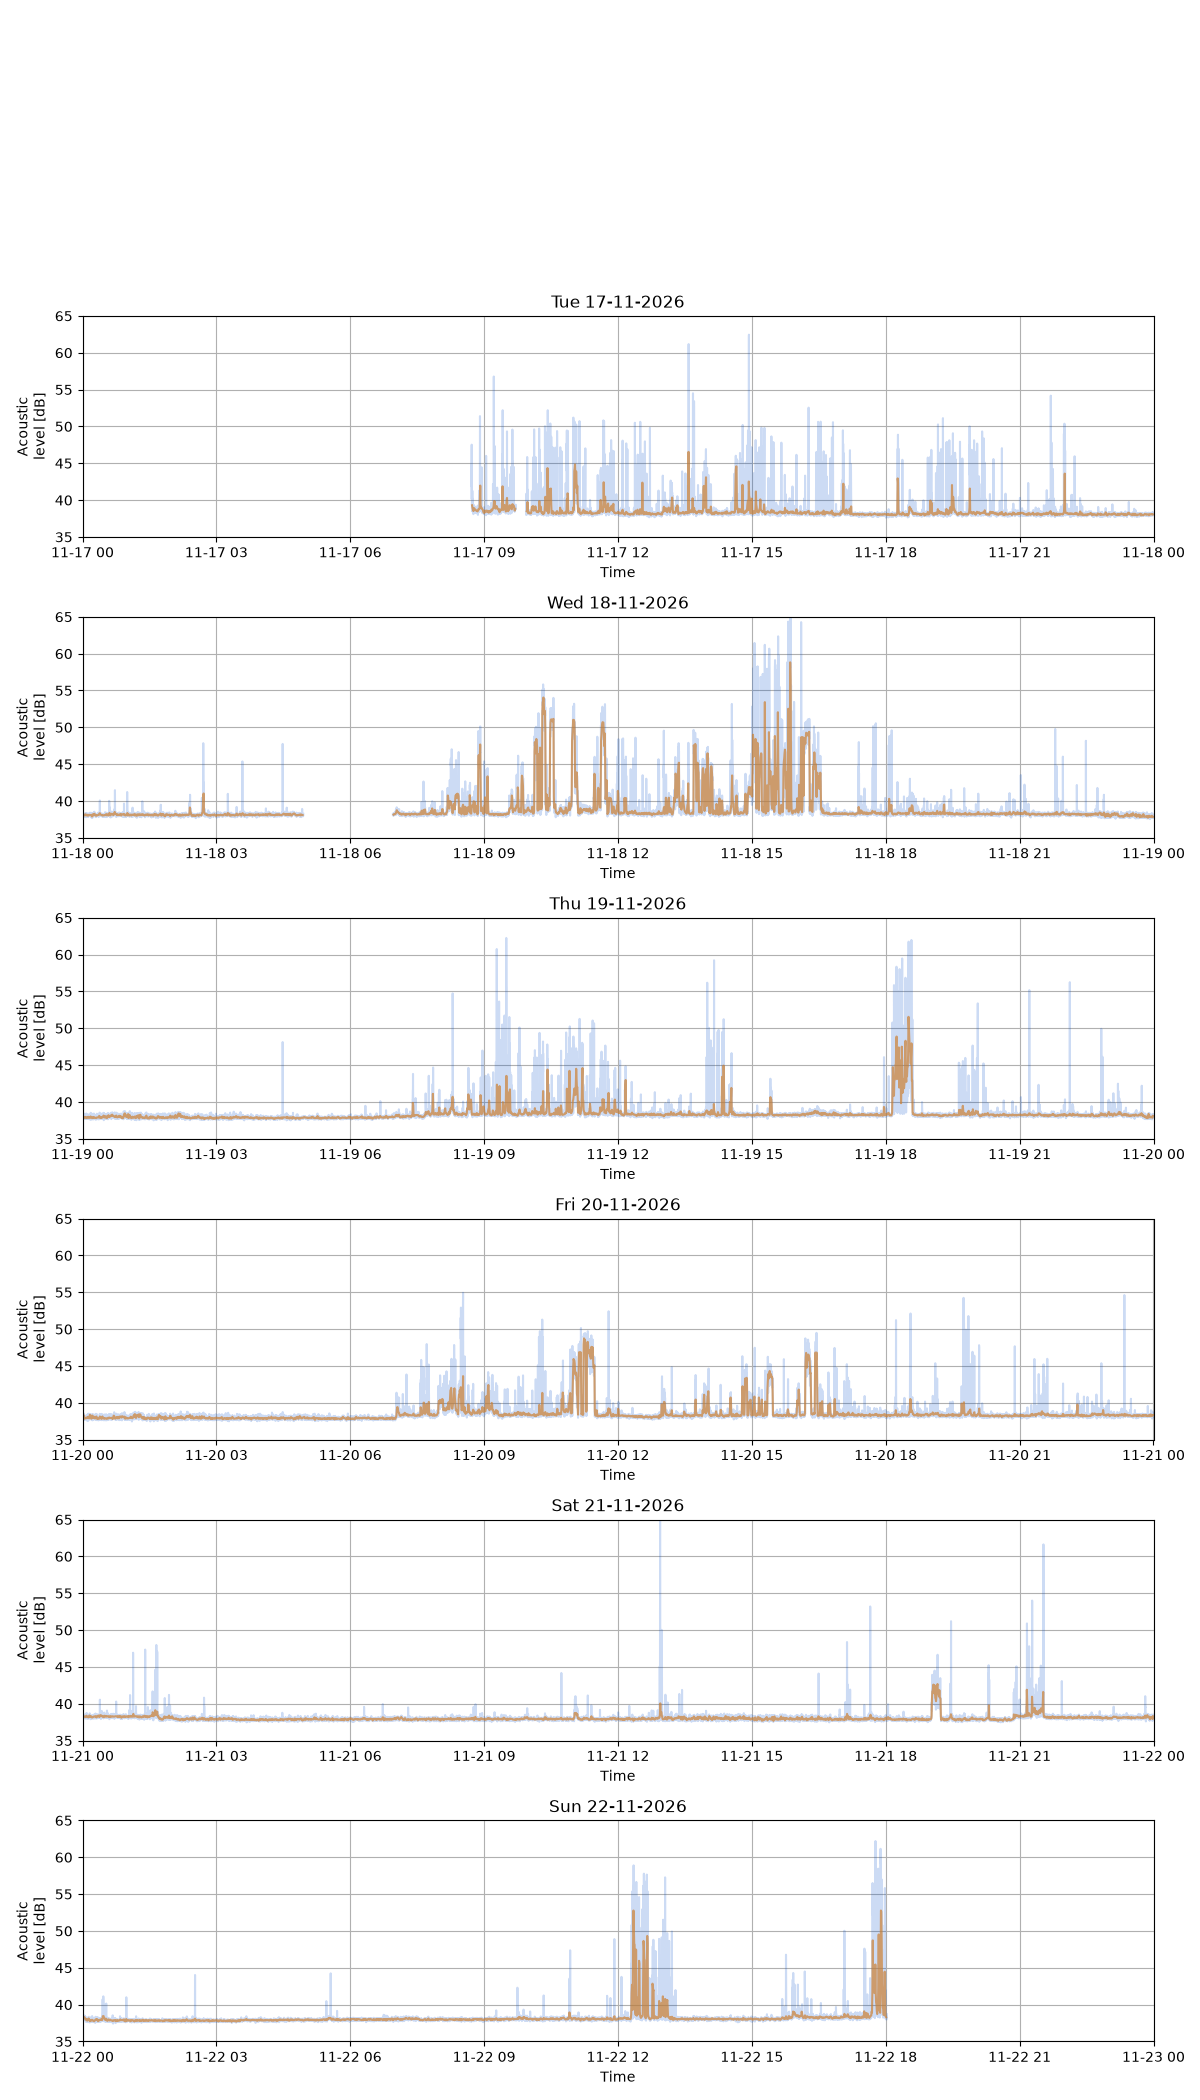 Tue 17-11-2026
65
60
55
50
45
40
35
Acoustic
level [dB]
11-17 00 11-17 03 11-17 06 11-17 09 11-17 12 11-17 15 11-17 18 11-17 21 11-18 00
Time
Wed 18-11-2026
65
60
55
50
45
40
35
Acoustic
level [dB]
11-18 00 11-18 03 11-18 06 11-18 09 11-18 12 11-18 15 11-18 18 11-18 21 11-19 00
Time
Thu 19-11-2026
65
60
55
50
45
40
35
Acoustic
level [dB]
11-19 00 11-19 03 11-19 06 11-19 09 11-19 12 11-19 15 11-19 18 11-19 21 11-20 00
Time
Fri 20-11-2026
65
60
55
50
45
40
35
Acoustic
level [dB]
11-20 00 11-20 03 11-20 06 11-20 09 11-20 12 11-20 15 11-20 18 11-20 21 11-21 00
Time
Sat 21-11-2026
65
60
55
50
45
40
35
Acoustic
level [dB]
11-21 00 11-21 03 11-21 06 11-21 09 11-21 12 11-21 15 11-21 18 11-21 21 11-22 00
Time
Sun 22-11-2026
65
60
55
50
45
40
35
Acoustic
level [dB]
11-22 00 11-22 03 11-22 06 11-22 09 11-22 12 11-22 15 11-22 18 11-22 21 11-23 00
Time